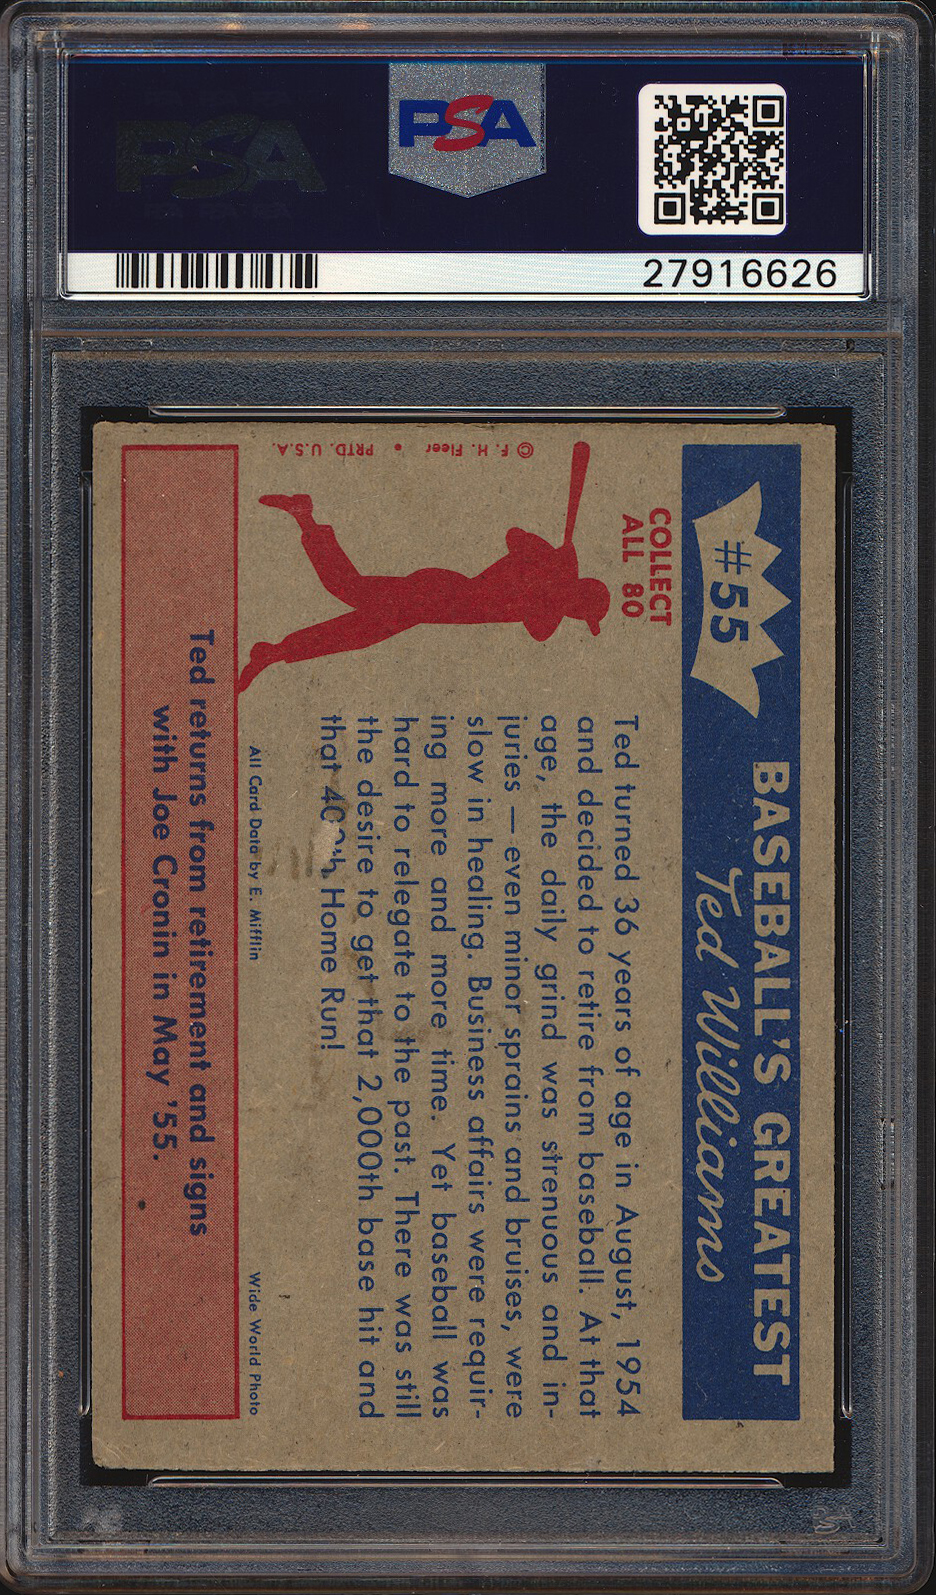 PSA
PSA
27916626
#55
BASEBALL'S GREATEST
Ted Williams
COLLECT
ALL 80
© F. H. Fleer • PRTD. U.S.A.
Ted turned 36 years of age in August, 1954
and decided to retire from baseball. At that
age, the daily grind was strenuous and in-
juries — even minor sprains and bruises, were
slow in healing. Business affairs were requir-
ing more and more time. Yet baseball was
hard to relegate to the past. There was still
the desire to get that 2,000th base hit and
that 400th Home Run!
All Card Data by E. Mifflin
Wide World Photo
Ted returns from retirement and signs
with Joe Cronin in May '55.